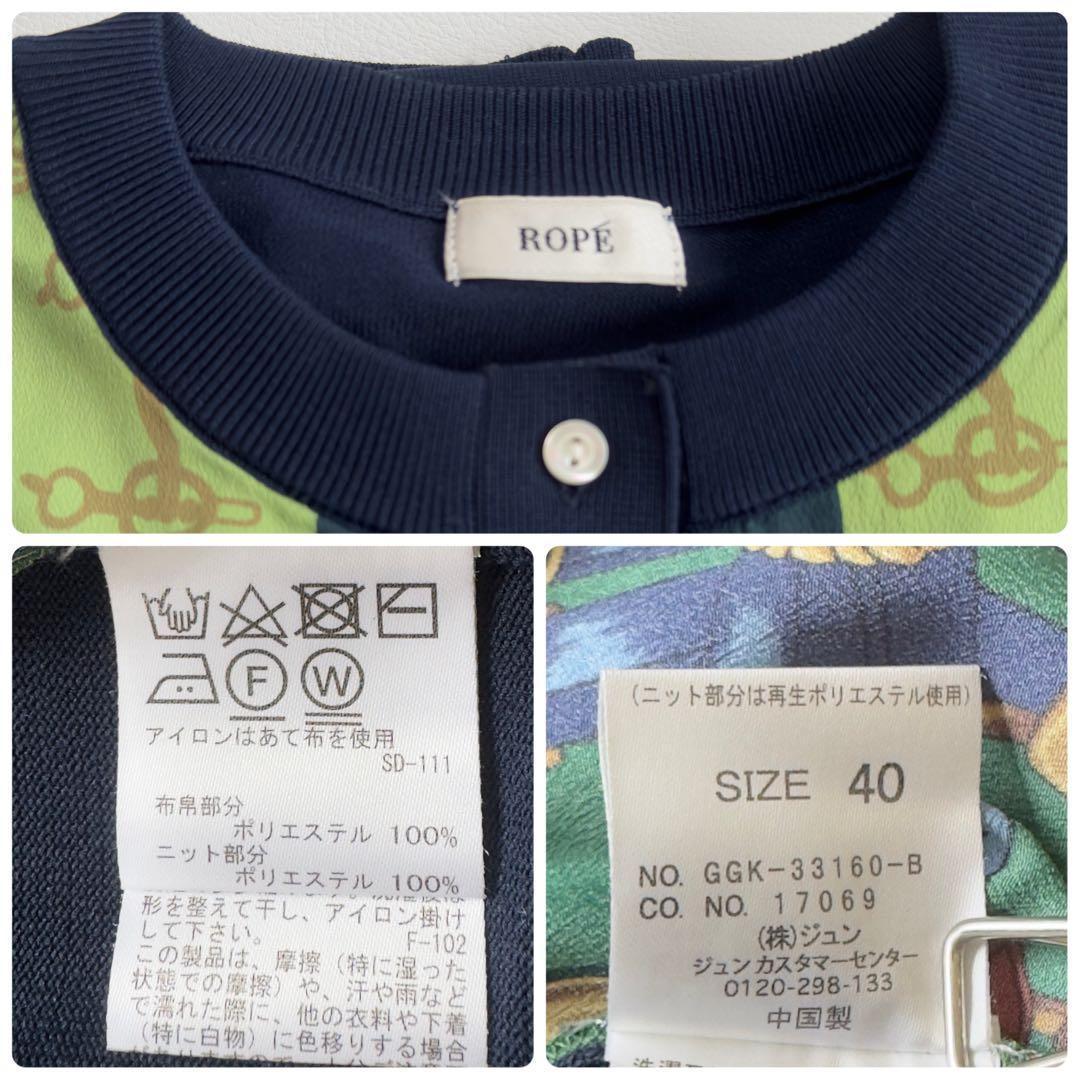 ROPÉ
F W
アイロンはあて布を使用
SD-111
布帛部分
ポリエステル 100%
ニット部分
ポリエステル 100%
形を整えて干し、アイロン掛け
して下さい。
F-102
この製品は、摩擦（特に湿った
状態での摩擦）や、汗や雨など
で濡れた際に、他の衣料や下着
（特に白物）に色移りする場合
（ニット部分は再生ポリエステル使用）
SIZE 40
NO. GGK-33160-B
CO. NO. 17069
(株)ジュン
ジュンカスタマーセンター
0120-298-133
中国製